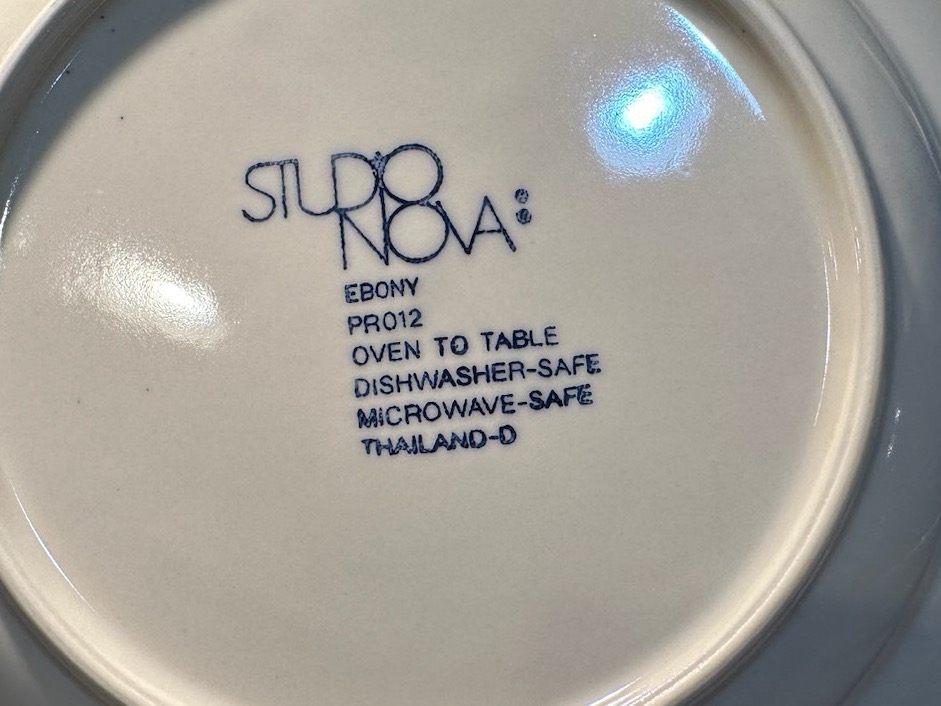 STUDIO
NOVA:
EBONY
PR012
OVEN TO TABLE
DISHWASHER-SAFE
MICROWAVE-SAFE
THAILAND-D